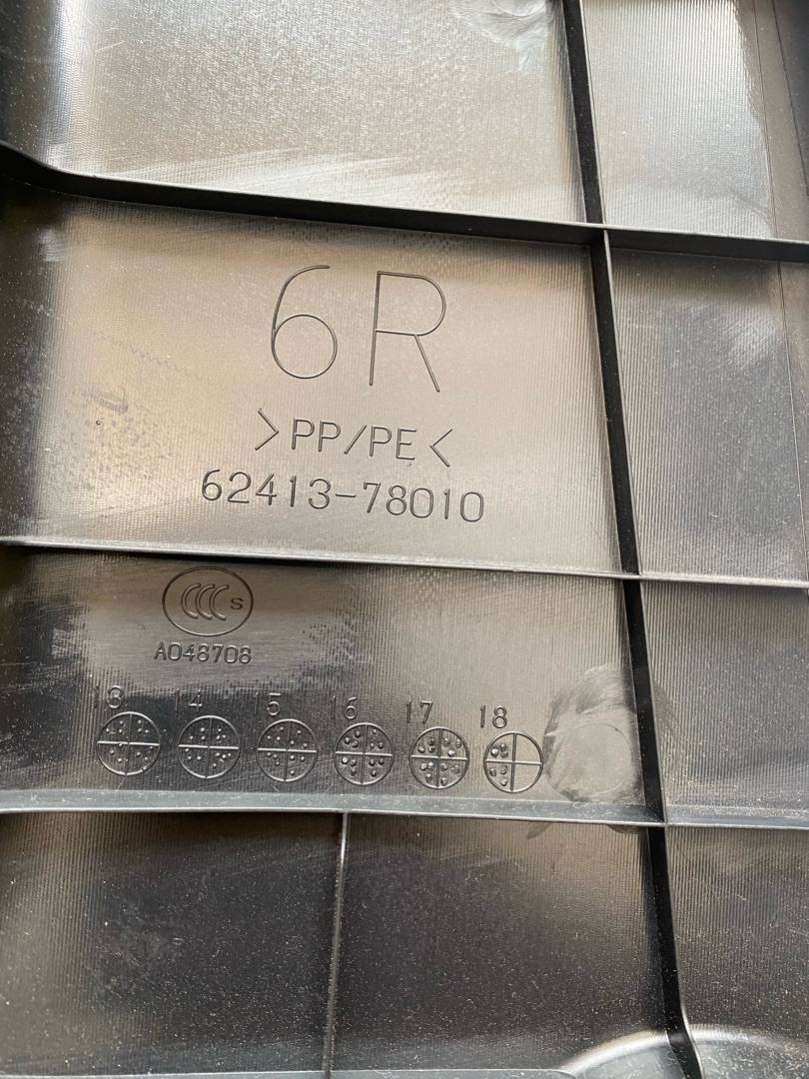 6R
>PP/PE<
62413-78010
CCC S
A048708
13 14 15 16 17 18